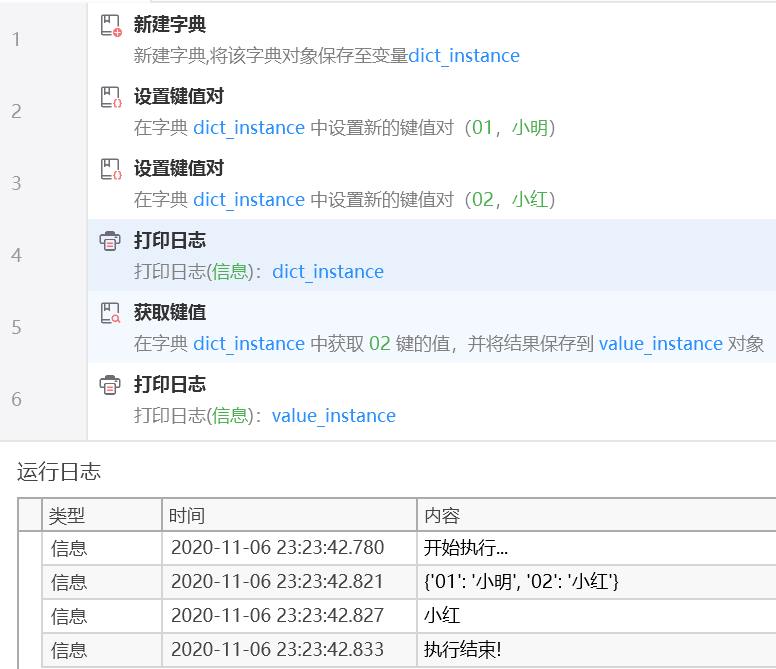 1
新建字典
新建字典,将该字典对象保存至变量dict_instance
2
设置键值对
在字典 dict_instance 中设置新的键值对（01，小明）
3
设置键值对
在字典 dict_instance 中设置新的键值对（02，小红）
4
打印日志
打印日志(信息)： dict_instance
5
获取键值
在字典 dict_instance 中获取 02 键的值，并将结果保存到 value_instance 对象
6
打印日志
打印日志(信息)： value_instance
运行日志
类型 时间 内容
信息 2020-11-06 23:23:42.780 开始执行...
信息 2020-11-06 23:23:42.821 {'01': '小明', '02': '小红'}
信息 2020-11-06 23:23:42.827 小红
信息 2020-11-06 23:23:42.833 执行结束!